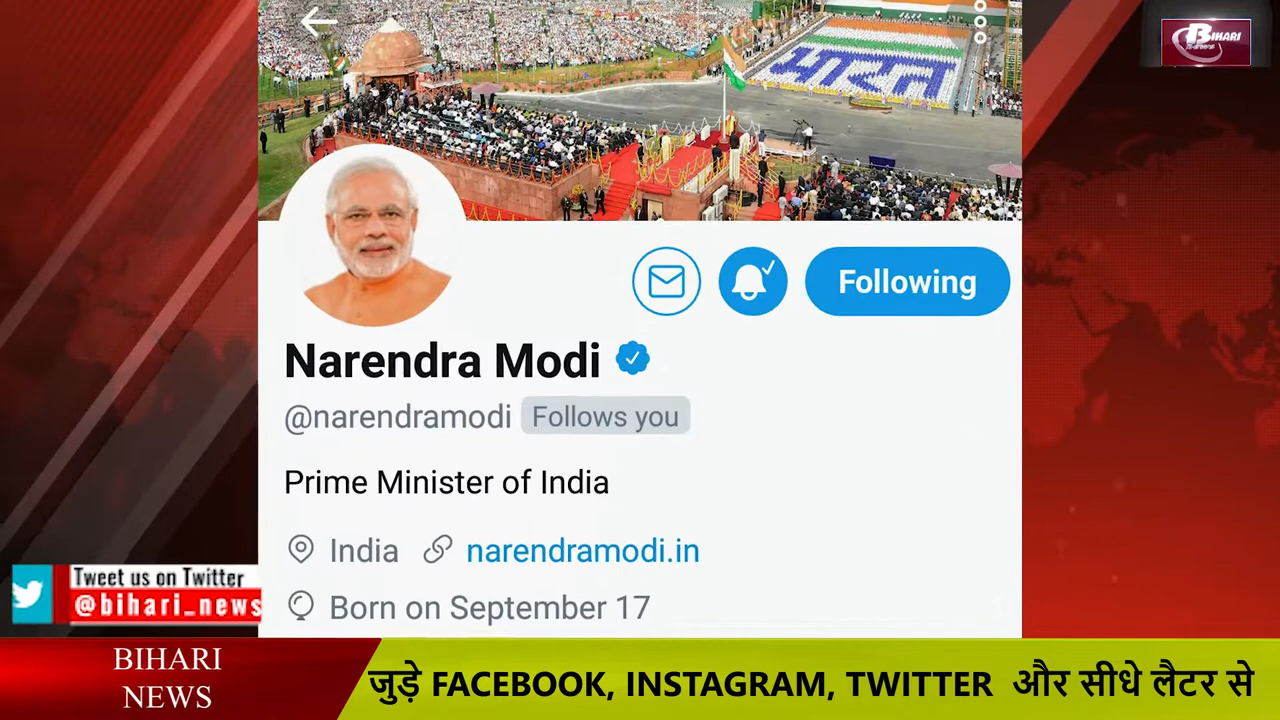 भारत
BIHARI
Following
Narendra Modi
@narendramodi Follows you
Prime Minister of India
India narendramodi.in
Born on September 17
Tweet us on Twitter
@bihari_news
BIHARI
NEWS
जुड़े FACEBOOK, INSTAGRAM, TWITTER और सीधे लैटर से